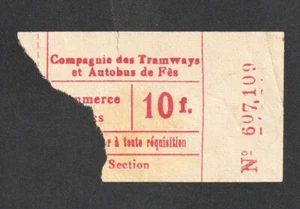 Compagnie des Tramways
et Autobus de Fès
mmerce
10 f.
r à toute réquisition
Section
Nº 607,109